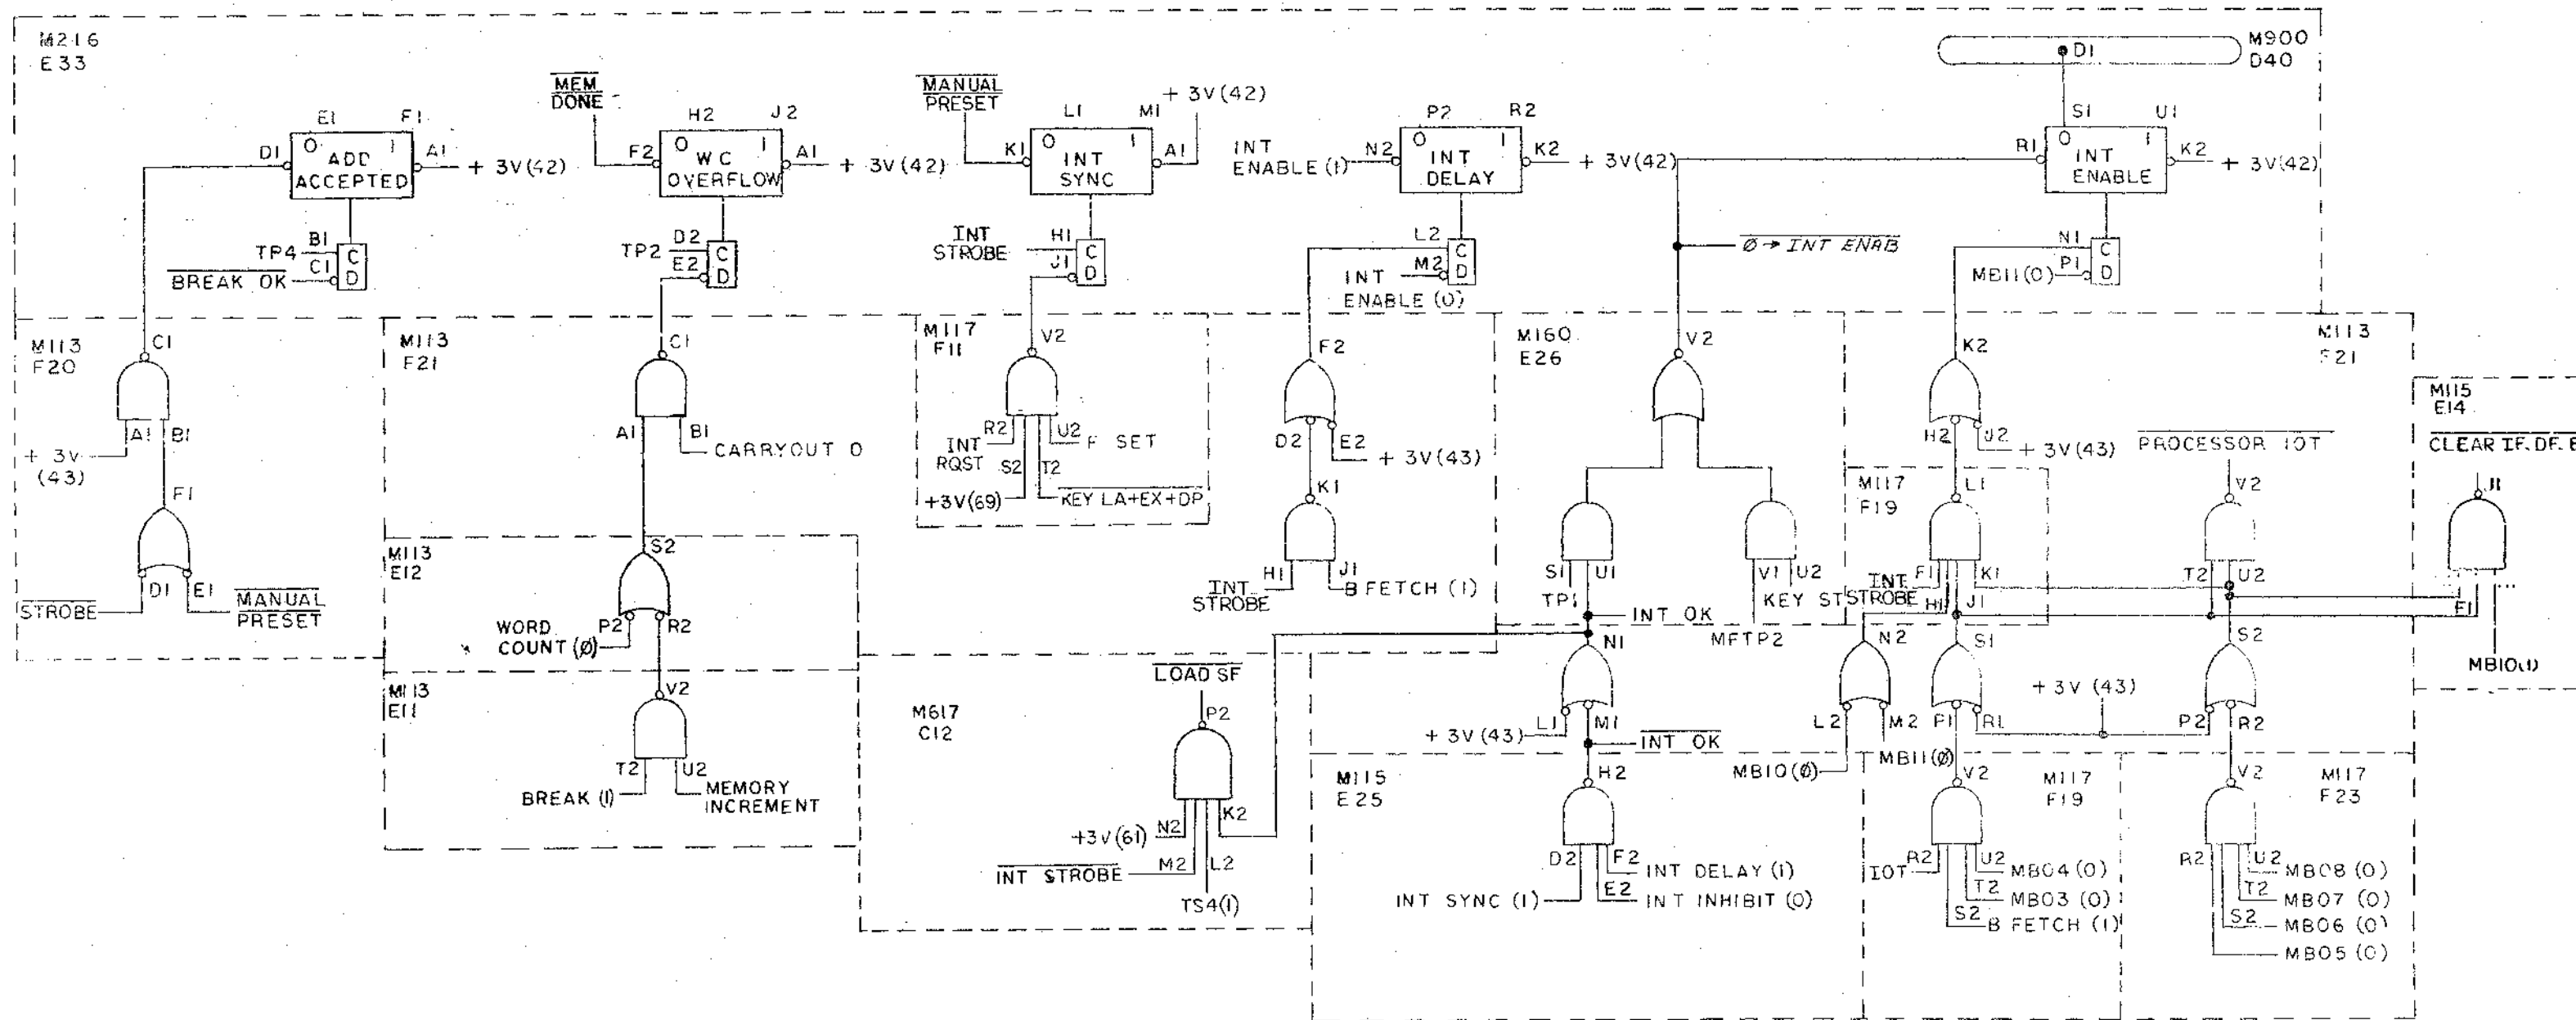 M216
E33
M900
D40
D1
MEM
DONE
MANUAL
PRESET
+ 3V (42)
E1
F1
D1
0
1
ADD
ACCEPTED
A1
+ 3V (42)
H2
J2
F2
0
1
WC
OVERFLOW
A1
+ 3V (42)
L1
M1
K1
0
1
INT
SYNC
A1
P2
R2
INT
ENABLE (1)
N2
0
1
INT
DELAY
K2
+ 3V (42)
S1
U1
R1
0
1
INT
ENABLE
K2
+ 3V (42)
TP4
B1
C1
C
D
BREAK OK
TP2
D2
E2
C
D
INT
STROBE
H1
J1
C
D
L2
M2
C
D
INT
ENABLE (0)
Ø → INT ENAB
N1
P1
C
D
MB11(0)
M113
F20
C1
A1
B1
+ 3V
(43)
F1
D1
E1
STROBE
MANUAL
PRESET
M113
F21
C1
A1
B1
CARRYOUT 0
M113
E12
S2
WORD
COUNT (Ø)
P2
R2
M113
E11
V2
T2
U2
BREAK (1)
MEMORY
INCREMENT
M117
F11
V2
R2
U2
INT
RQST
F SET
S2
T2
+3V(69)
KEY LA+EX+DP
F2
D2
E2
+ 3V(43)
K1
H1
J1
INT
STROBE
B FETCH (1)
M160
E26
V2
S1
U1
TP1
V1
U2
KEY ST
MFTP2
INT OK
M113
F21
K2
H2
J2
+ 3V(43)
M117
F19
L1
F1
K1
INT
STROBE
H1
J1
PROCESSOR IOT
V2
T2
U2
M115
E14
CLEAR IF.DF.B
J1
F1
MB10(1)
M617
C12
LOAD SF
P2
N2
K2
+3V(61)
M2
L2
INT STROBE
TS4(1)
N1
L1
M1
+ 3V (43)
INT OK
N2
L2
M2
MB10(Ø)
MB11(Ø)
S1
P1
R1
+ 3V (43)
S2
P2
R2
M115
E25
H2
D2
F2
INT DELAY (1)
E2
INT SYNC (1)
INT INHIBIT (0)
M117
F19
V2
IOT
R2
U2
MB04 (0)
T2
MB03 (0)
S2
B FETCH (1)
M117
F23
V2
R2
U2
MB08 (0)
T2
MB07 (0)
S2
MB06 (0)
MB05 (0)